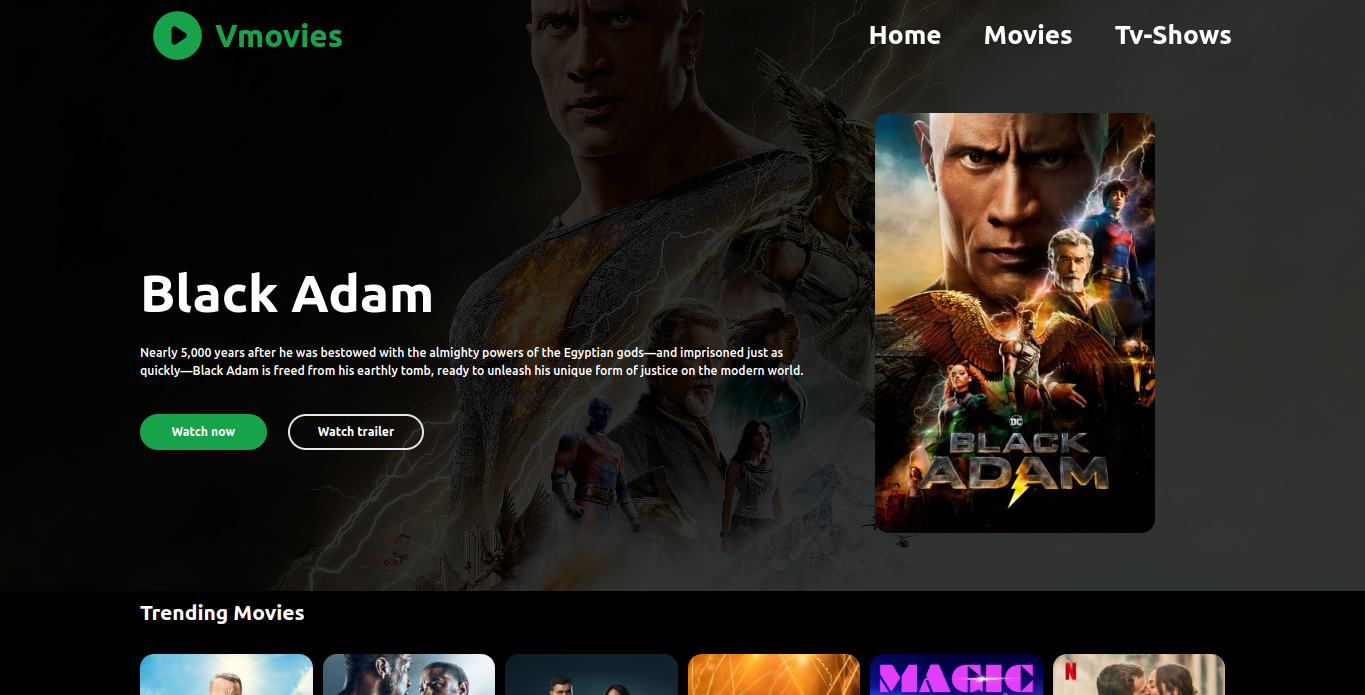 Vmovies
Home Movies Tv-Shows
Black Adam
Nearly 5,000 years after he was bestowed with the almighty powers of the Egyptian gods—and imprisoned just as
quickly—Black Adam is freed from his earthly tomb, ready to unleash his unique form of justice on the modern world.
Watch now Watch trailer
DC
BLACK
ADAM
Trending Movies
MAGIC
N